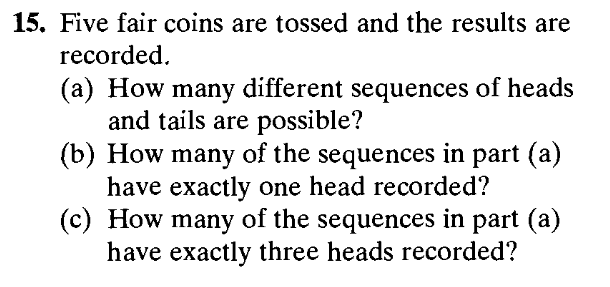 15. Five fair coins are tossed and the results are
recorded.
(a) How many different sequences of heads
and tails are possible?
(b) How many of the sequences in part (a)
have exactly one head recorded?
(c) How many of the sequences in part (a)
have exactly three heads recorded?